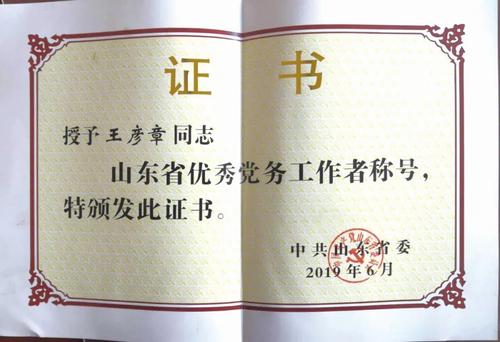 证 书
授予王彦章同志
山东省优秀党务工作者称号，
特颁发此证书。
中共山东省委
2019年6月